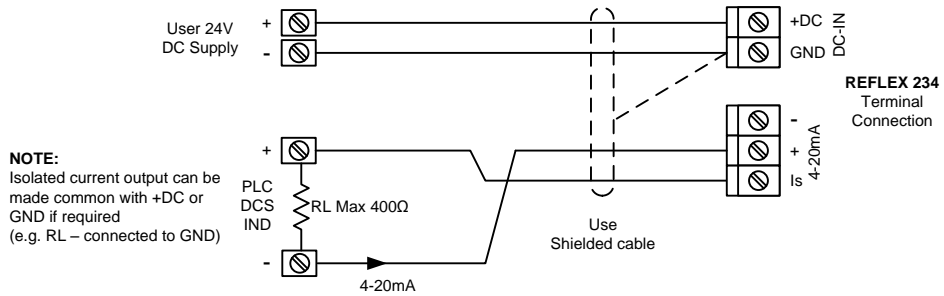 User 24V
DC Supply
+
-
+DC
GND
DC-IN
REFLEX 234
Terminal
Connection
-
+
Is
4-20mA
NOTE:
Isolated current output can be
made common with +DC or
GND if required
(e.g. RL – connected to GND)
+
PLC
DCS
IND
RL Max 400Ω
-
4-20mA
Use
Shielded cable